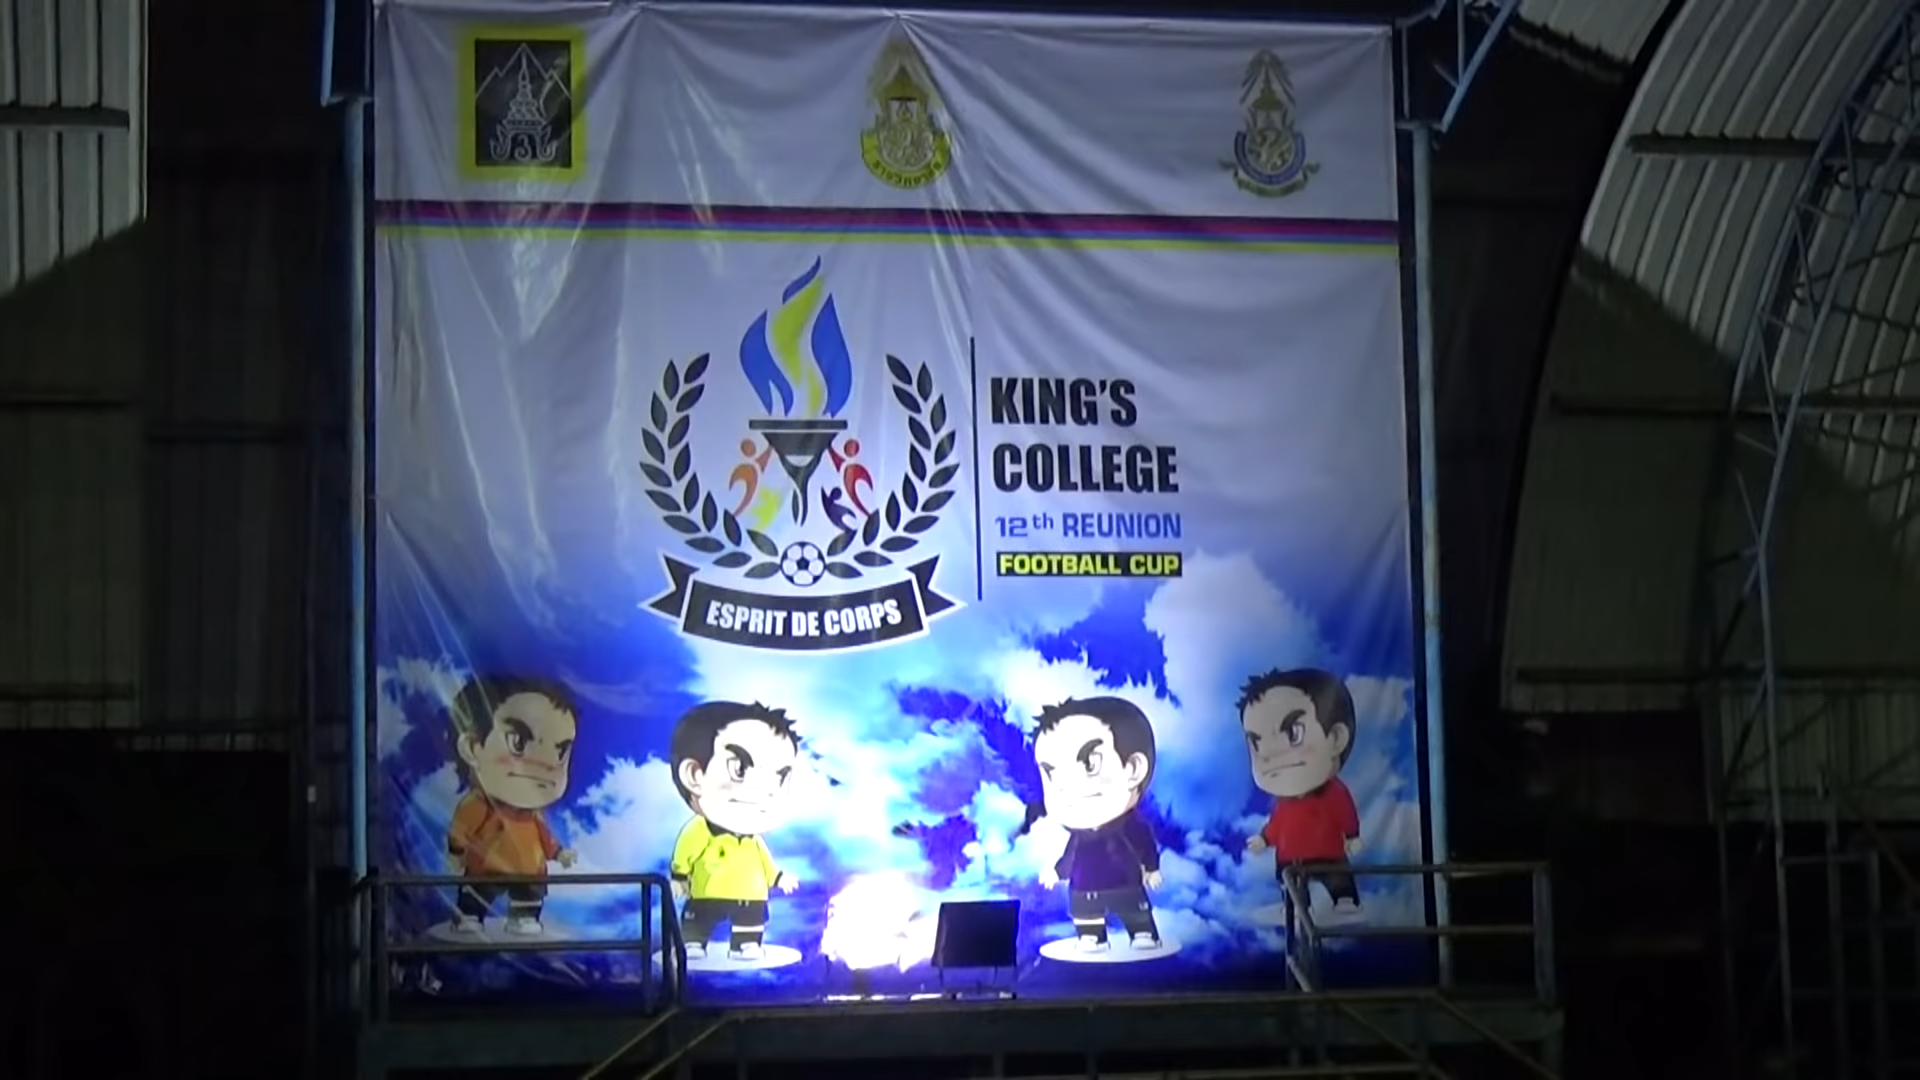 KING'S
COLLEGE
12th REUNION
FOOTBALL CUP
ESPRIT DE CORPS